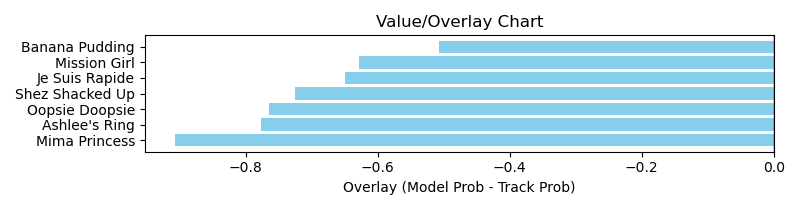 Value/Overlay Chart
Banana Pudding
Mission Girl
Je Suis Rapide
Shez Shacked Up
Oopsie Doopsie
Ashlee's Ring
Mima Princess
−0.8 −0.6 −0.4 −0.2 0.0
Overlay (Model Prob - Track Prob)